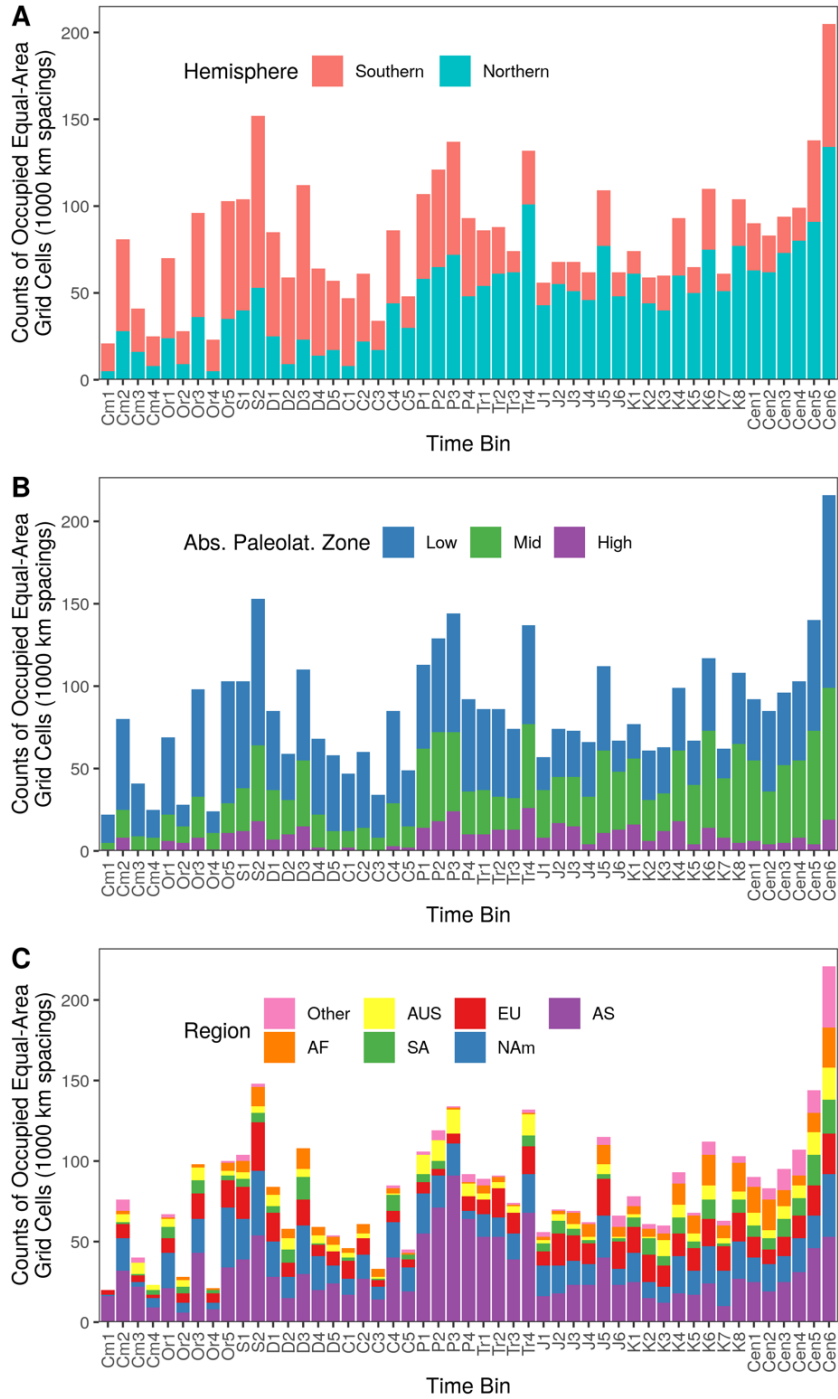 A
Counts of Occupied Equal-Area
Grid Cells (1000 km spacings)
200
150
100
50
0
Hemisphere Southern Northern
Cm1 Cm2 Cm3 Cm4 Or1 Or2 Or3 Or4 Or5 S1 S2 D1 D2 D3 D4 D5 C1 C2 C3 C4 C5 P1 P2 P3 P4 Tr1 Tr2 Tr3 Tr4 J1 J2 J3 J4 J5 J6 K1 K2 K3 K4 K5 K6 K7 K8 Cen1 Cen2 Cen3 Cen4 Cen5 Cen6
Time Bin
B
Counts of Occupied Equal-Area
Grid Cells (1000 km spacings)
200
150
100
50
0
Abs. Paleolat. Zone Low Mid High
Cm1 Cm2 Cm3 Cm4 Or1 Or2 Or3 Or4 Or5 S1 S2 D1 D2 D3 D4 D5 C1 C2 C3 C4 C5 P1 P2 P3 P4 Tr1 Tr2 Tr3 Tr4 J1 J2 J3 J4 J5 J6 K1 K2 K3 K4 K5 K6 K7 K8 Cen1 Cen2 Cen3 Cen4 Cen5 Cen6
Time Bin
C
Counts of Occupied Equal-Area
Grid Cells (1000 km spacings)
200
150
100
50
0
Region
Other AUS EU AS
AF SA NAm
Cm1 Cm2 Cm3 Cm4 Or1 Or2 Or3 Or4 Or5 S1 S2 D1 D2 D3 D4 D5 C1 C2 C3 C4 C5 P1 P2 P3 P4 Tr1 Tr2 Tr3 Tr4 J1 J2 J3 J4 J5 J6 K1 K2 K3 K4 K5 K6 K7 K8 Cen1 Cen2 Cen3 Cen4 Cen5 Cen6
Time Bin